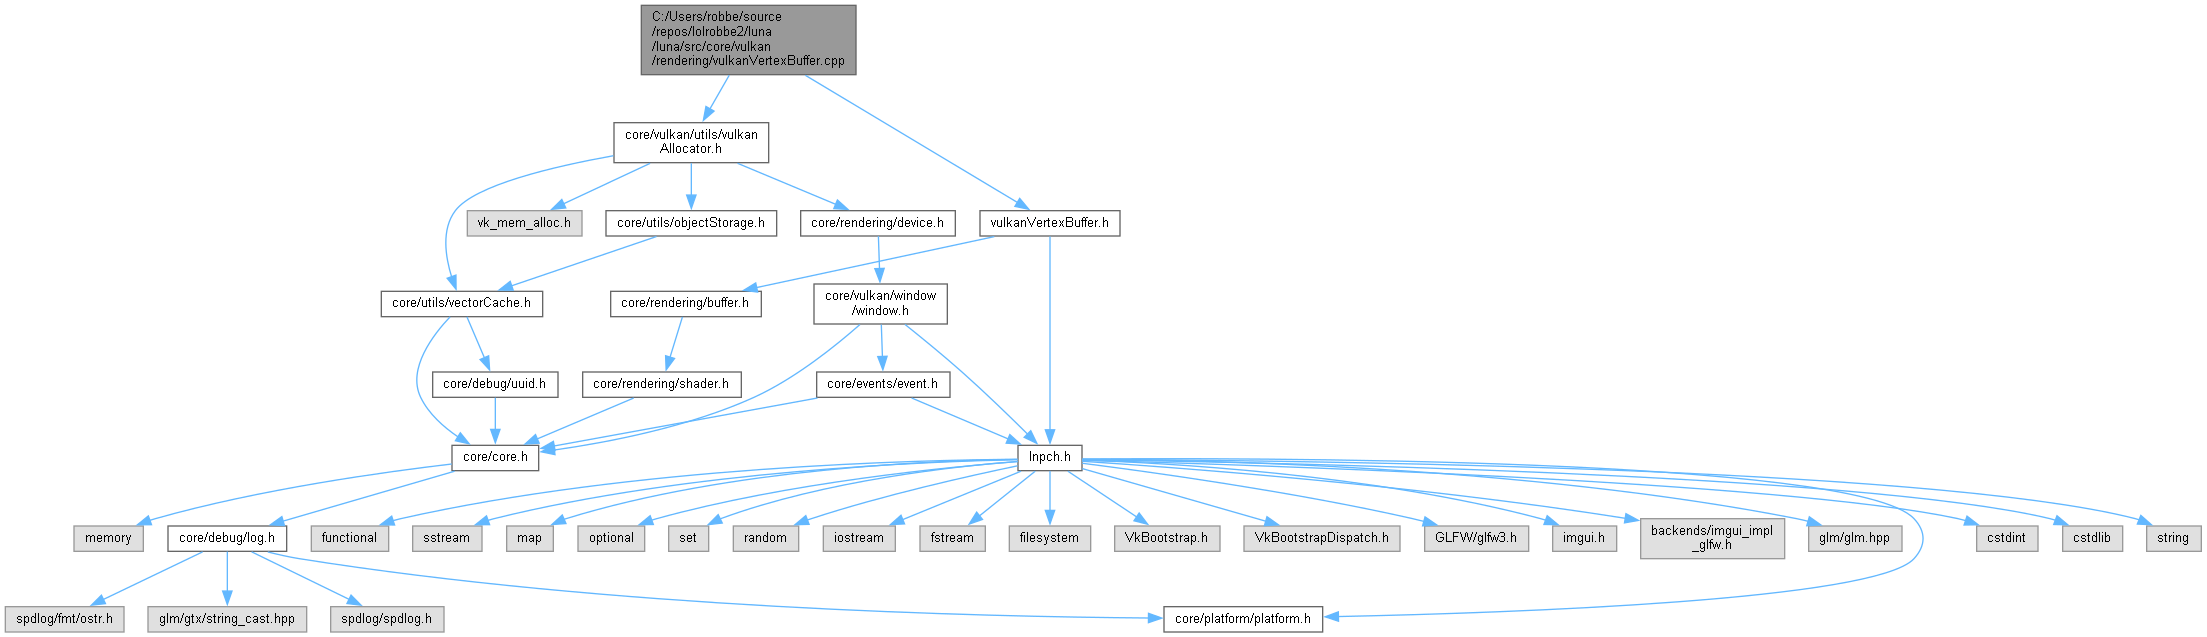 C:/Users/robbe/source
/repos/lolrobbe2/luna
/luna/src/core/vulkan
/rendering/vulkanVertexBuffer.cpp
core/vulkan/utils/vulkan
Allocator.h
vk_mem_alloc.h
core/utils/objectStorage.h
core/rendering/device.h
vulkanVertexBuffer.h
core/utils/vectorCache.h
core/rendering/buffer.h
core/vulkan/window
/window.h
core/debug/uuid.h
core/rendering/shader.h
core/events/event.h
core/core.h
lnpch.h
memory
core/debug/log.h
functional
sstream
map
optional
set
random
iostream
fstream
filesystem
VkBootstrap.h
VkBootstrapDispatch.h
GLFW/glfw3.h
imgui.h
backends/imgui_impl
_glfw.h
glm/glm.hpp
cstdint
cstdlib
string
spdlog/fmt/ostr.h
glm/gtx/string_cast.hpp
spdlog/spdlog.h
core/platform/platform.h